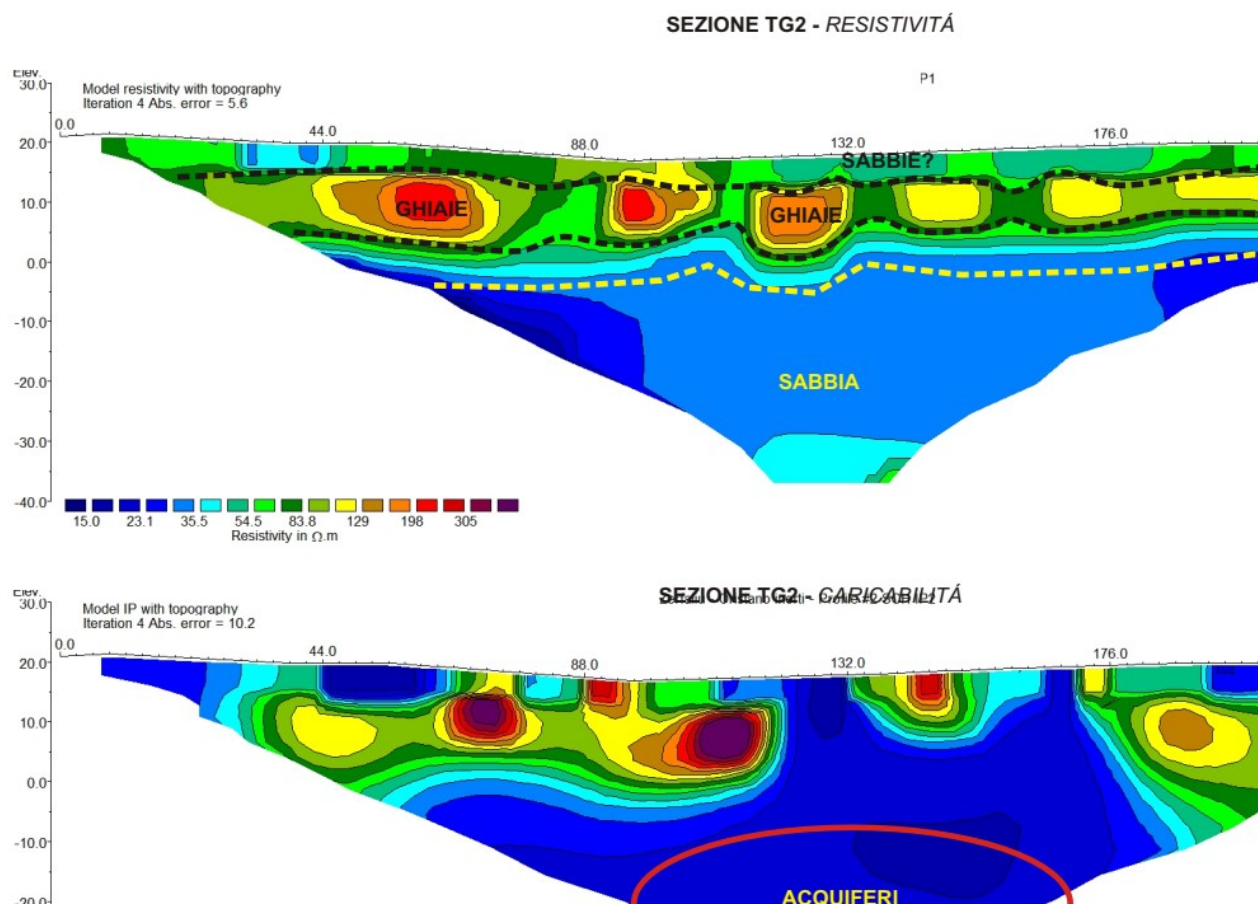 SEZIONE TG2 - RESISTIVITÁ
Elev.
30.0
Model resistivity with topography
P1
Iteration 4 Abs. error = 5.6
0.0
44.0
88.0
132.0
176.0
20.0
SABBIE?
10.0
GHIAIE
GHIAIE
0.0
-10.0
-20.0
SABBIA
-30.0
-40.0
15.0 23.1 35.5 54.5 83.8 129 198 305
Resistivity in Ω.m
SEZIONE TG2 - CARICABILITÁ
Elev.
30.0
Model IP with topography
Iteration 4 Abs. error = 10.2
0.0
44.0
88.0
132.0
176.0
20.0
10.0
0.0
-10.0
-20.0
ACQUIFERI